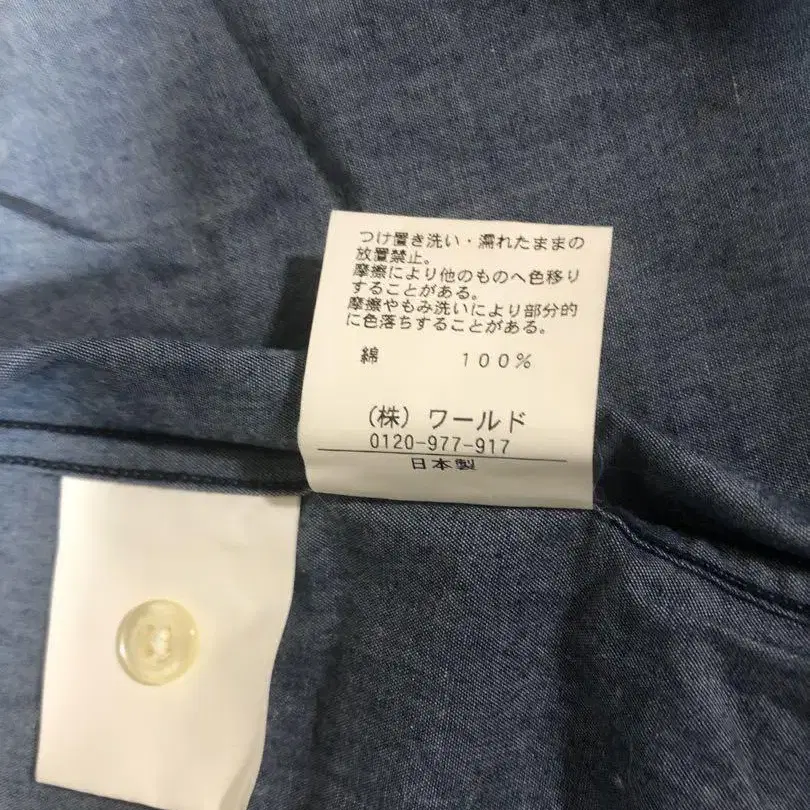 つけ置き洗い・濡れたままの
放置禁止。
摩擦により他のものへ色移り
することがある。
摩擦やもみ洗いにより部分的
に色落ちすることがある。
綿 100%
(株) ワールド
0120-977-917
日本製